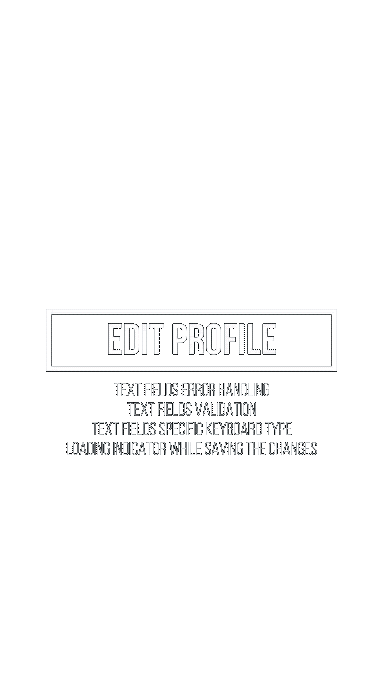 EDIT PROFILE
TEXT FIELDS ERROR HANDLING
TEXT FIELDS VALIDATION
TEXT FIELDS SPECIFIC KEYBOARD TYPE
LOADING INDICATOR WHILE SAVING THE CHANGES